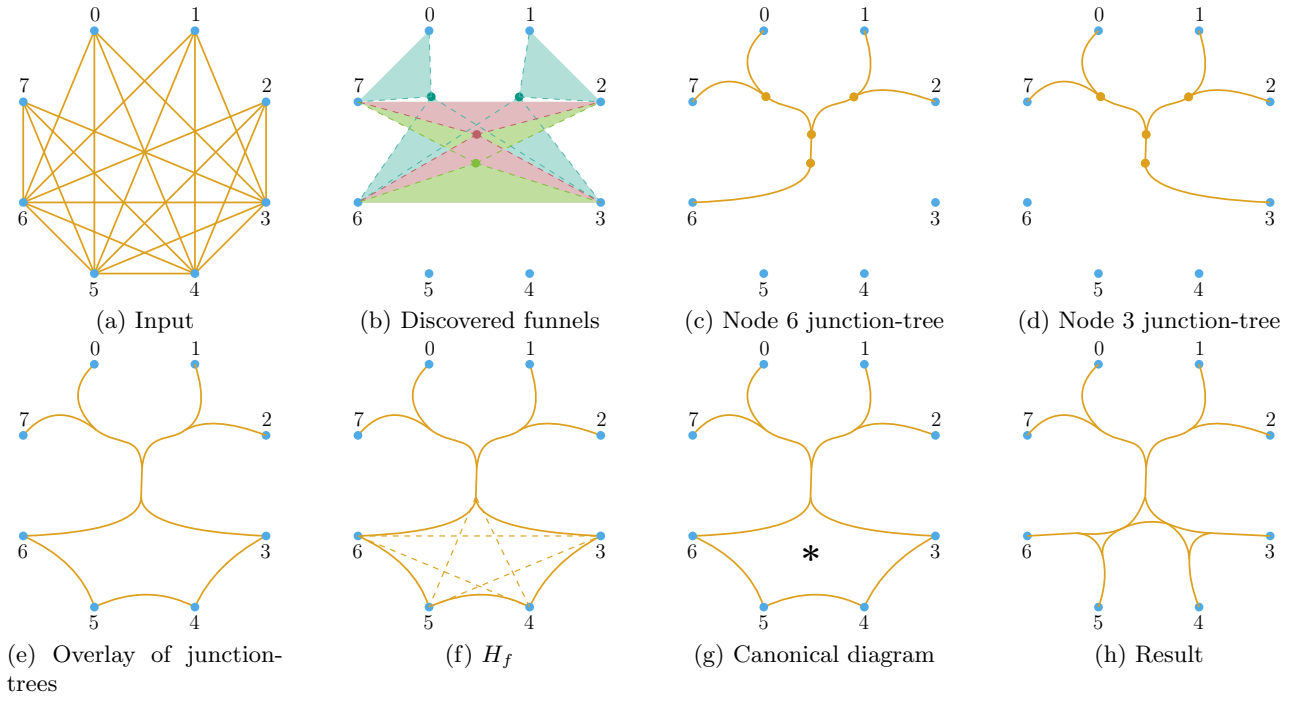 0 1 0 1 0 1 0 1
7 2 7 2 7 2 7 2
6 3 6 3 6 3 6 3
5 4 5 4 5 4 5 4
(a) Input (b) Discovered funnels (c) Node 6 junction-tree (d) Node 3 junction-tree
0 1 0 1 0 1 0 1
7 2 7 2 7 2 7 2
*
6 3 6 3 6 3 6 3
5 4 5 4 5 4 5 4
(e) Overlay of junction-
trees
(f) H_f
(g) Canonical diagram
(h) Result